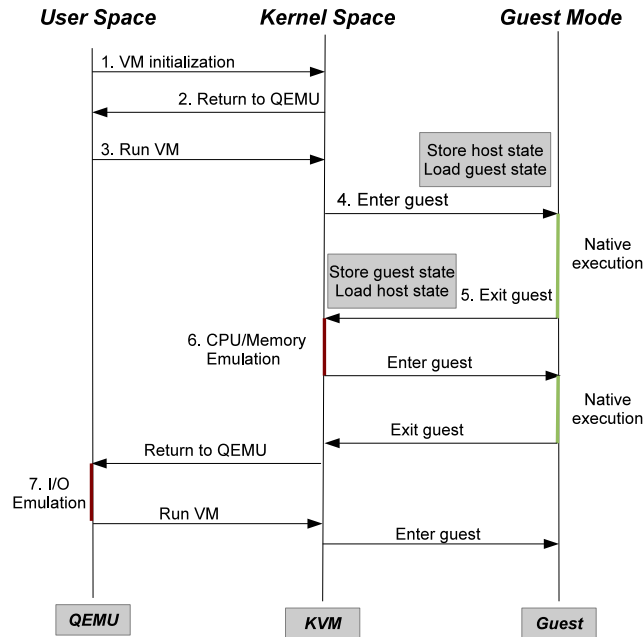 User Space
Kernel Space
Guest Mode
1. VM initialization
2. Return to QEMU
3. Run VM
Store host state
Load guest state
4. Enter guest
Native
execution
Store guest state
Load host state
5. Exit guest
6. CPU/Memory
Emulation
Enter guest
Native
execution
Exit guest
Return to QEMU
7. I/O
Emulation
Run VM
Enter guest
QEMU
KVM
Guest